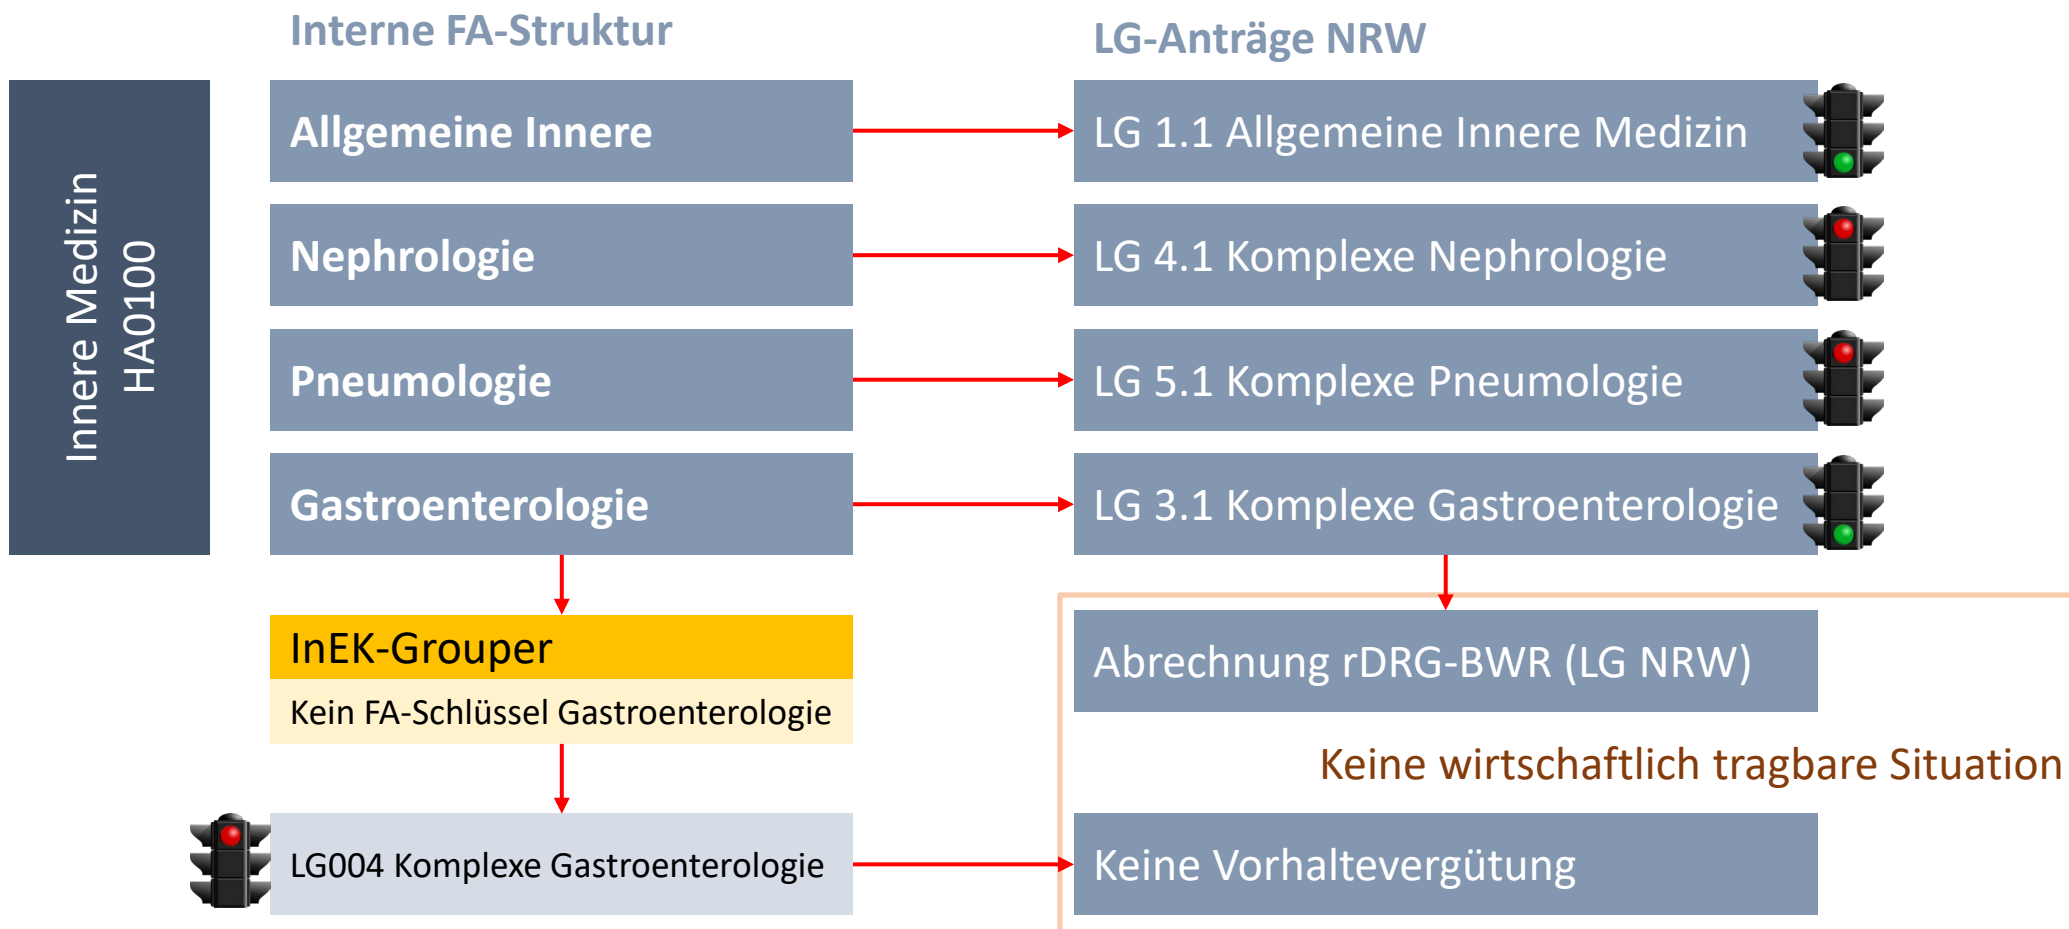 Interne FA-Struktur
LG-Anträge NRW
Innere Medizin
HA0100
Allgemeine Innere
LG 1.1 Allgemeine Innere Medizin
Nephrologie
LG 4.1 Komplexe Nephrologie
Pneumologie
LG 5.1 Komplexe Pneumologie
Gastroenterologie
LG 3.1 Komplexe Gastroenterologie
InEK-Grouper
Kein FA-Schlüssel Gastroenterologie
Abrechnung rDRG-BWR (LG NRW)
Keine wirtschaftlich tragbare Situation
LG004 Komplexe Gastroenterologie
Keine Vorhaltevergütung